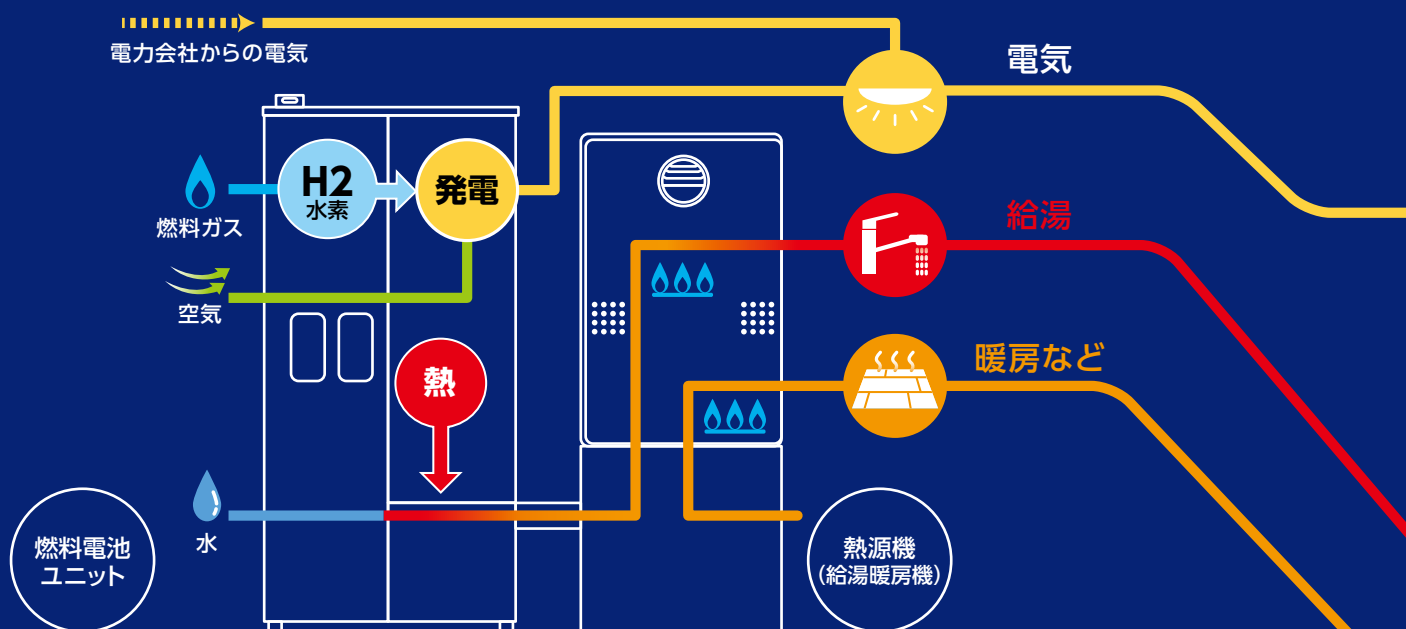 電力会社からの電気
電気
H2
水素
発電
燃料ガス
給湯
空気
暖房など
熱
水
燃料電池
ユニット
熱源機
(給湯暖房機)